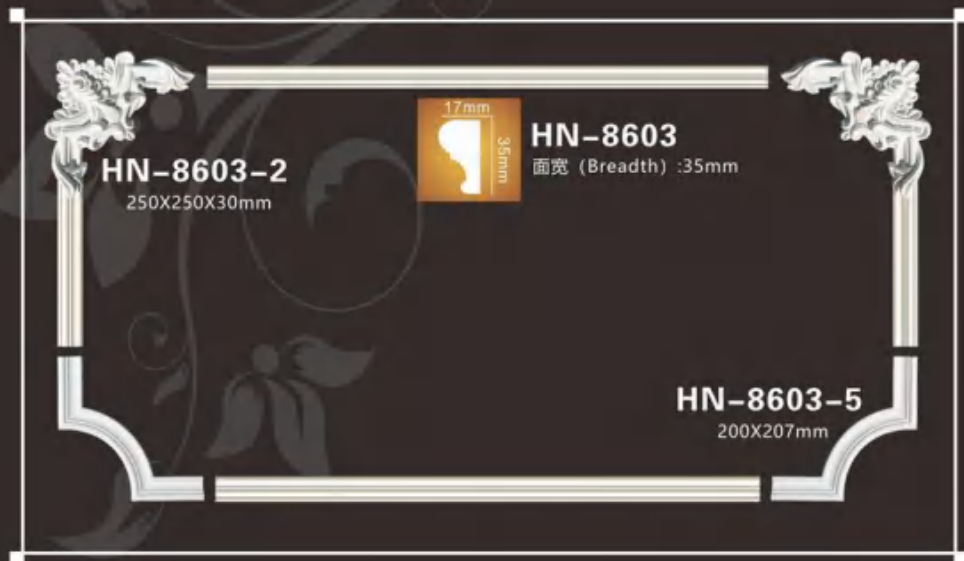 17mm
35mm
HN-8603
面宽 (Breadth) :35mm
HN-8603-2
250X250X30mm
HN-8603-5
200X207mm